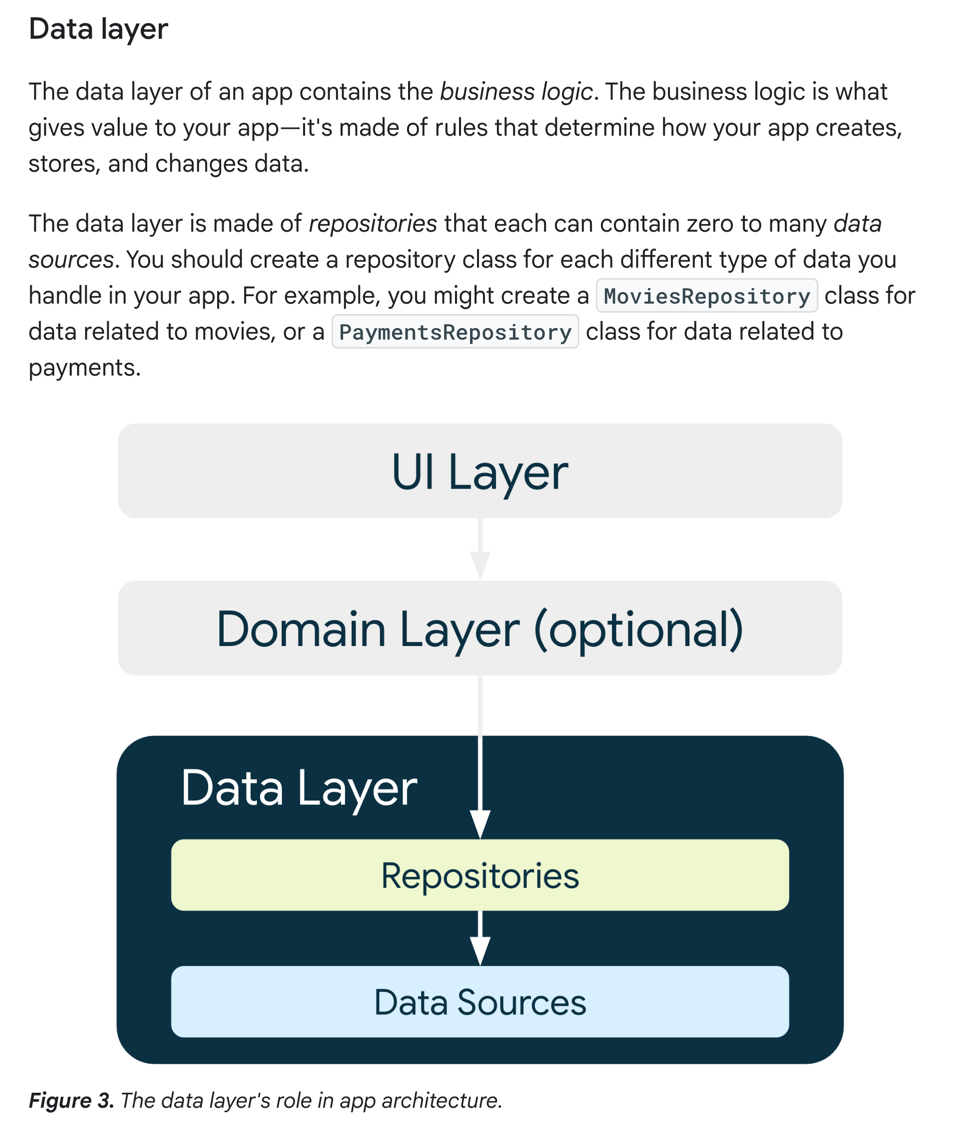 Data layer
The data layer of an app contains the business logic. The business logic is what
gives value to your app—it's made of rules that determine how your app creates,
stores, and changes data.
The data layer is made of repositories that each can contain zero to many data
sources. You should create a repository class for each different type of data you
handle in your app. For example, you might create a MoviesRepository class for
data related to movies, or a PaymentsRepository class for data related to
payments.
UI Layer
Domain Layer (optional)
Data Layer
Repositories
Data Sources
Figure 3. The data layer's role in app architecture.